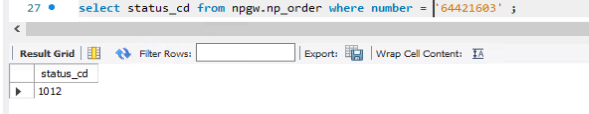 27 select status_cd from npgw.np_order where number = '64421603' ;
Result Grid Filter Rows: Export: Wrap Cell Content: IA
status_cd
1012